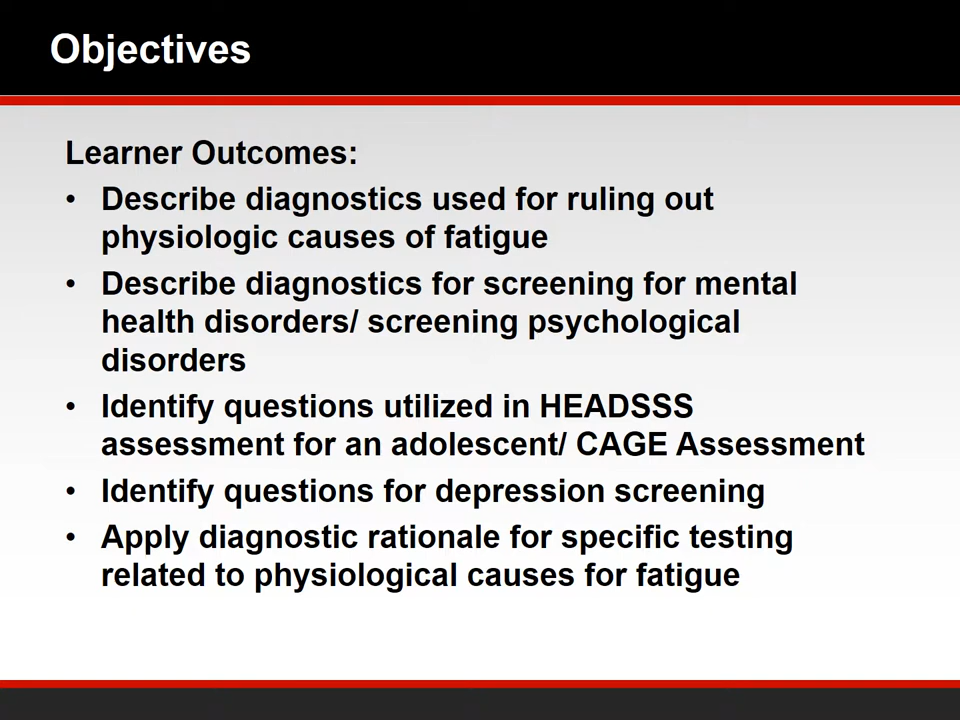 Objectives
Learner Outcomes:
• Describe diagnostics used for ruling out
physiologic causes of fatigue
• Describe diagnostics for screening for mental
health disorders/ screening psychological
disorders
• Identify questions utilized in HEADSSS
assessment for an adolescent/ CAGE Assessment
• Identify questions for depression screening
• Apply diagnostic rationale for specific testing
related to physiological causes for fatigue